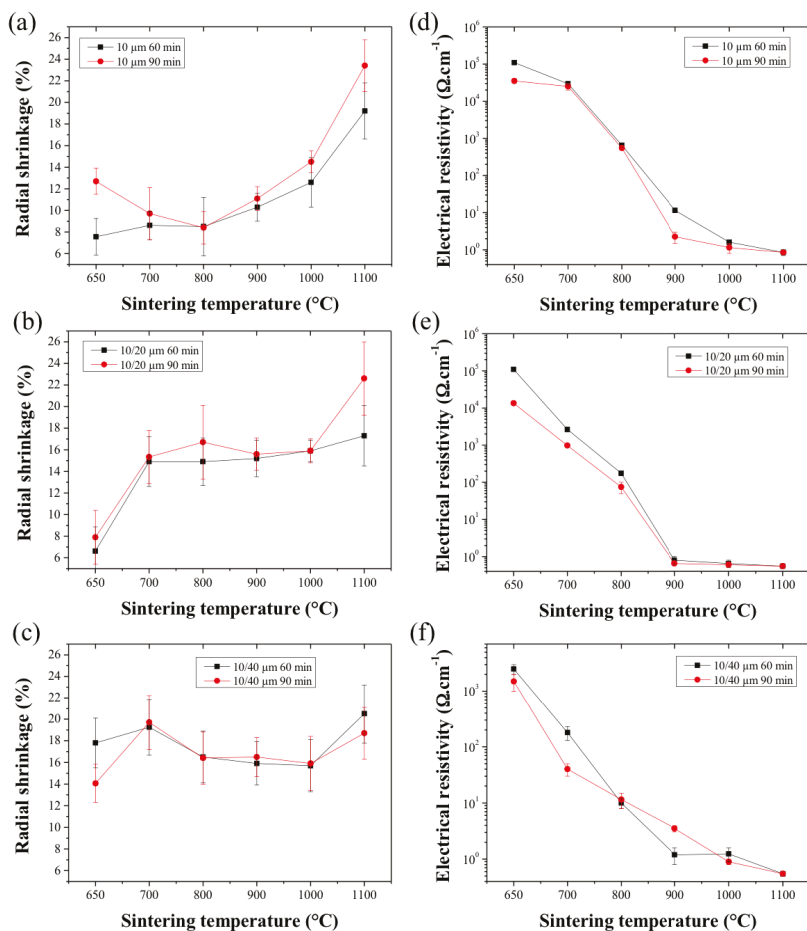 (a)
26
24
22
20
18
16
14
12
10
8
6
Radial shrinkage (%)
10 µm 60 min
10 µm 90 min
650 700 800 900 1000 1100
Sintering temperature (°C)
(d)
10⁶
10⁵
10⁴
10³
10²
10¹
10⁰
Electrical resistivity (Ω.cm⁻¹)
10 µm 60 min
10 µm 90 min
650 700 800 900 1000 1100
Sintering temperature (°C)
(b)
26
24
22
20
18
16
14
12
10
8
6
Radial shrinkage (%)
10/20 µm 60 min
10/20 µm 90 min
650 700 800 900 1000 1100
Sintering temperature (°C)
(e)
10⁶
10⁵
10⁴
10³
10²
10¹
10⁰
Electrical resistivity (Ω.cm⁻¹)
10/20 µm 60 min
10/20 µm 90 min
650 700 800 900 1000 1100
Sintering temperature (°C)
(c)
26
24
22
20
18
16
14
12
10
8
6
Radial shrinkage (%)
10/40 µm 60 min
10/40 µm 90 min
650 700 800 900 1000 1100
Sintering temperature (°C)
(f)
10³
10²
10¹
10⁰
Electrical resistivity (Ω.cm⁻¹)
10/40 µm 60 min
10/40 µm 90 min
650 700 800 900 1000 1100
Sintering temperature (°C)